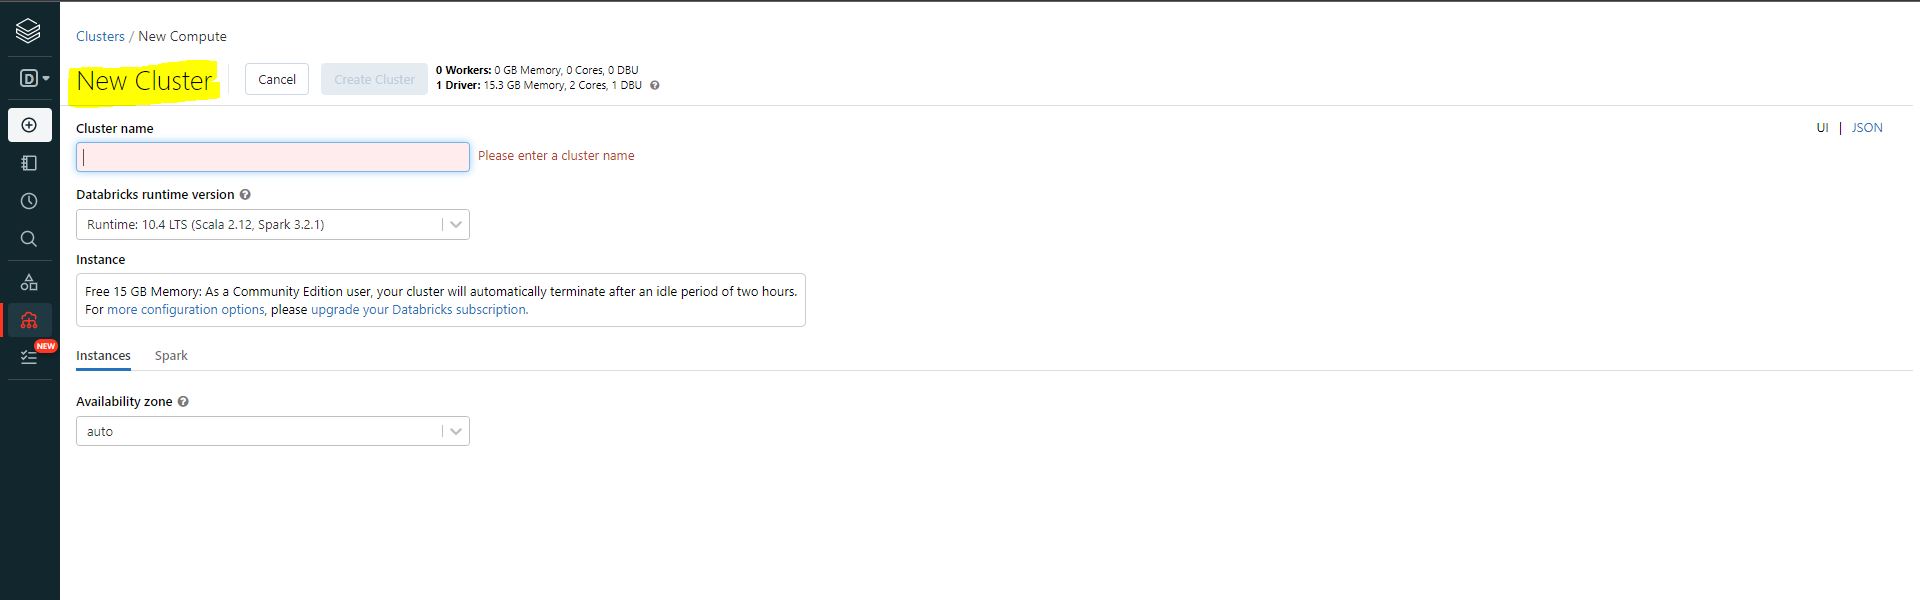 Clusters / New Compute
D
New Cluster
Cancel
Create Cluster
0 Workers: 0 GB Memory, 0 Cores, 0 DBU
1 Driver: 15.3 GB Memory, 2 Cores, 1 DBU ?
UI | JSON
Cluster name
Please enter a cluster name
Databricks runtime version ?
Runtime: 10.4 LTS (Scala 2.12, Spark 3.2.1)
Instance
Free 15 GB Memory: As a Community Edition user, your cluster will automatically terminate after an idle period of two hours.
For more configuration options, please upgrade your Databricks subscription.
NEW
Instances Spark
Availability zone ?
auto